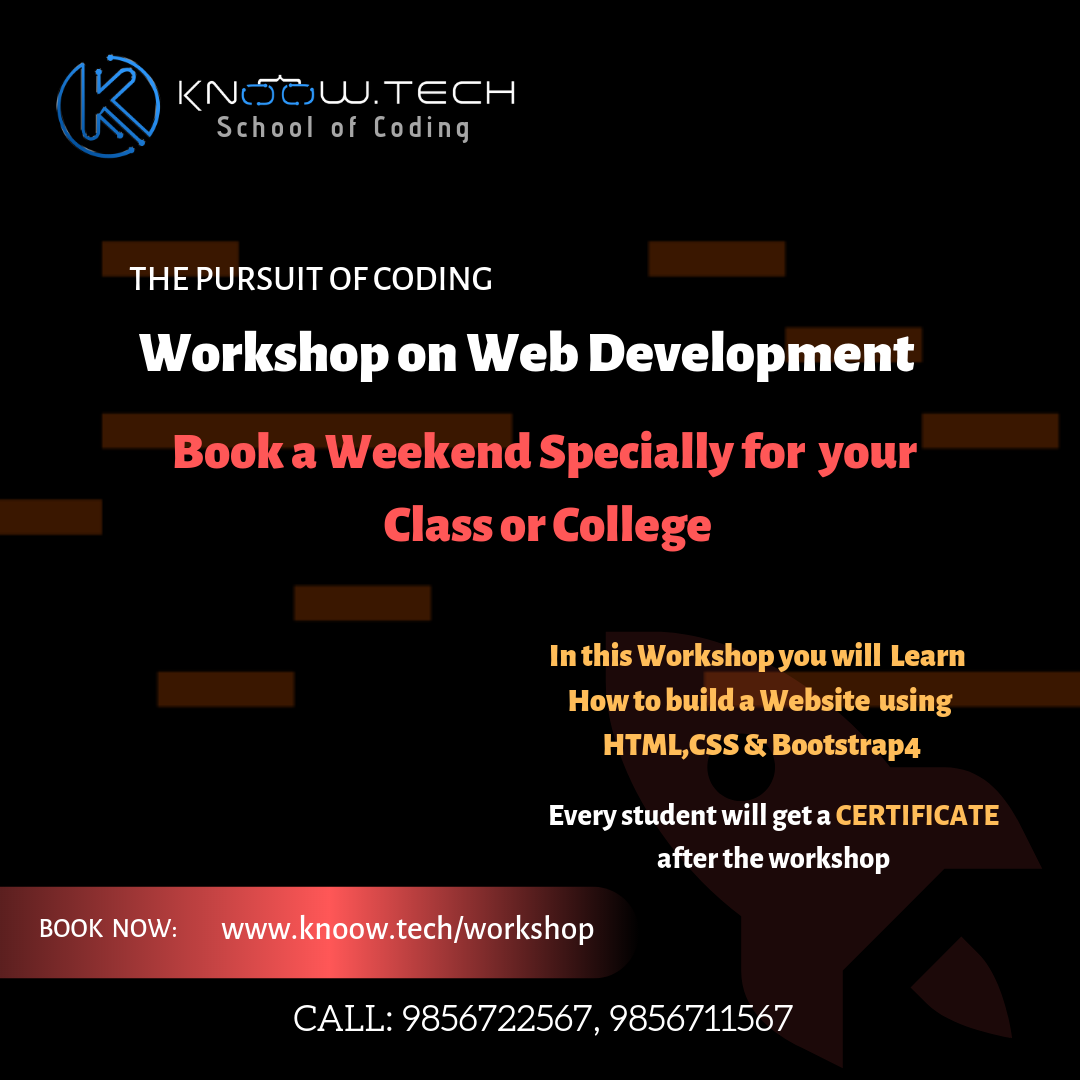 KNOOW.TECH
School of Coding
THE PURSUIT OF CODING
Workshop on Web Development
Book a Weekend Specially for your
Class or College
In this Workshop you will Learn
How to build a Website using
HTML,CSS & Bootstrap4
Every student will get a CERTIFICATE
after the workshop
BOOK NOW: www.knoow.tech/workshop
CALL: 9856722567, 9856711567